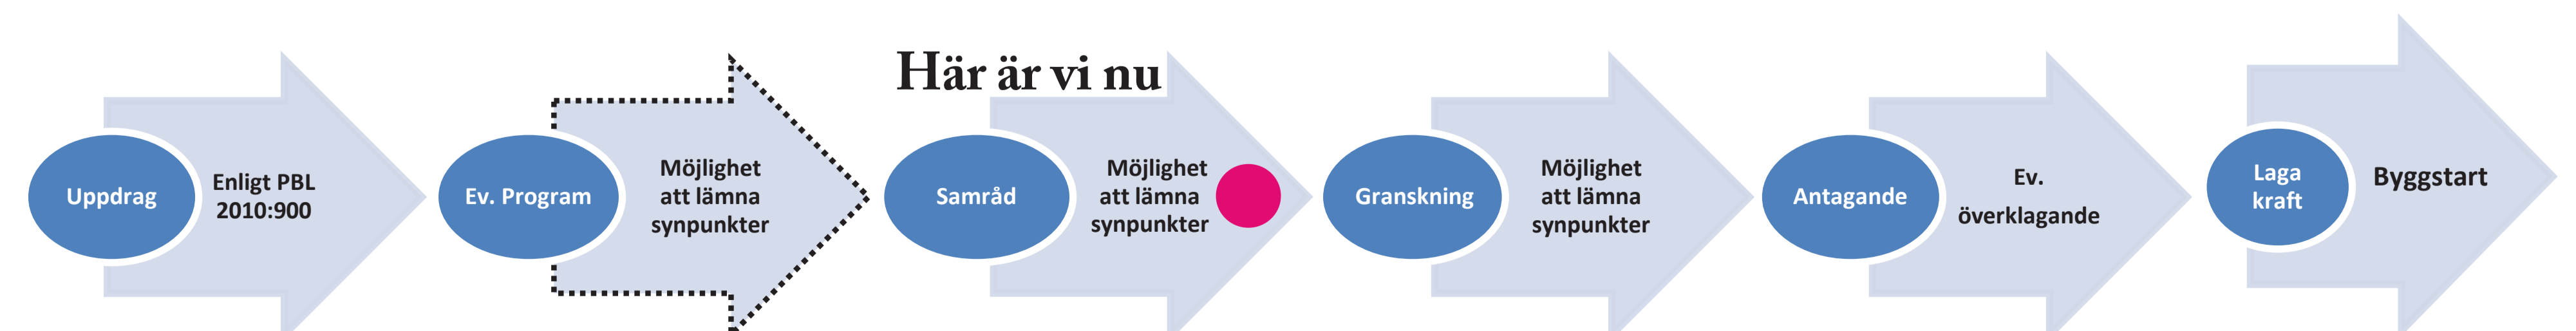 Här är vi nu
Uppdrag
Enligt PBL
2010:900
Ev. Program
Möjlighet
att lämna
synpunkter
Samråd
Möjlighet
att lämna
synpunkter
Granskning
Möjlighet
att lämna
synpunkter
Antagande
Ev.
överklagande
Laga
kraft
Byggstart